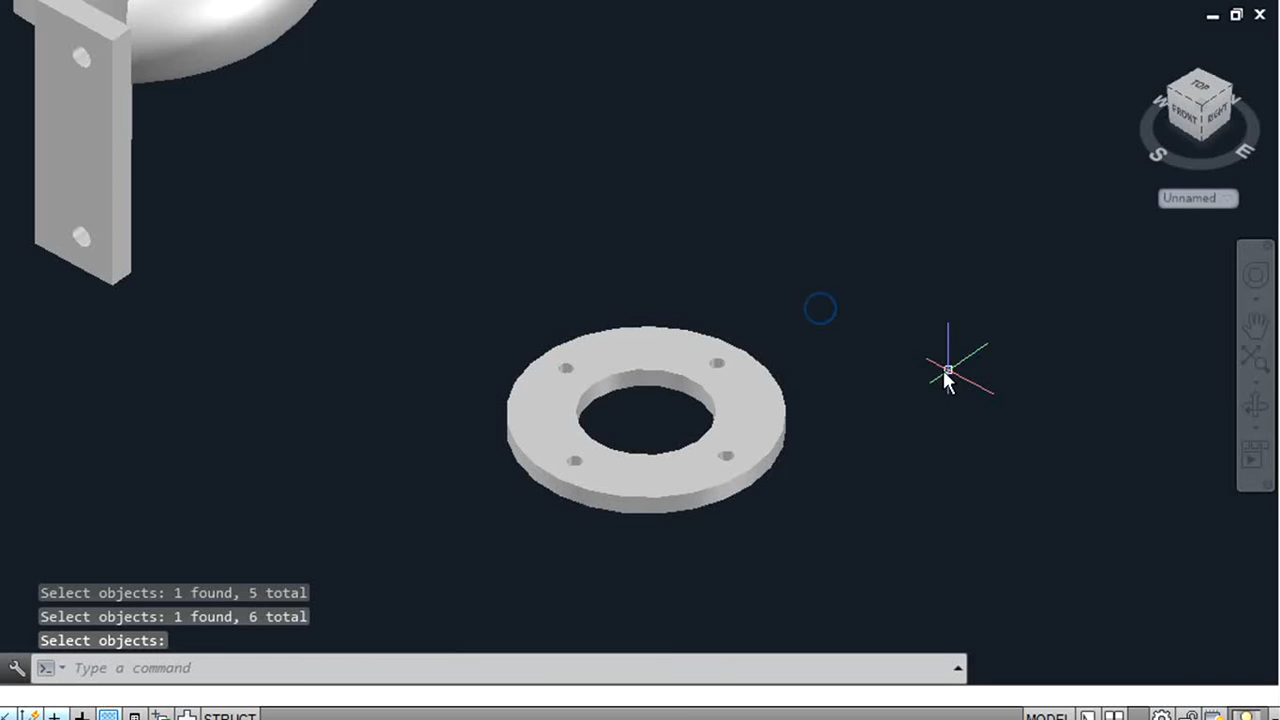 TOP
W
FRONT
RIGHT
S
E
Unnamed
Select objects: 1 found, 5 total
Select objects: 1 found, 6 total
Select objects:
Type a command
STRUCT
MODEL